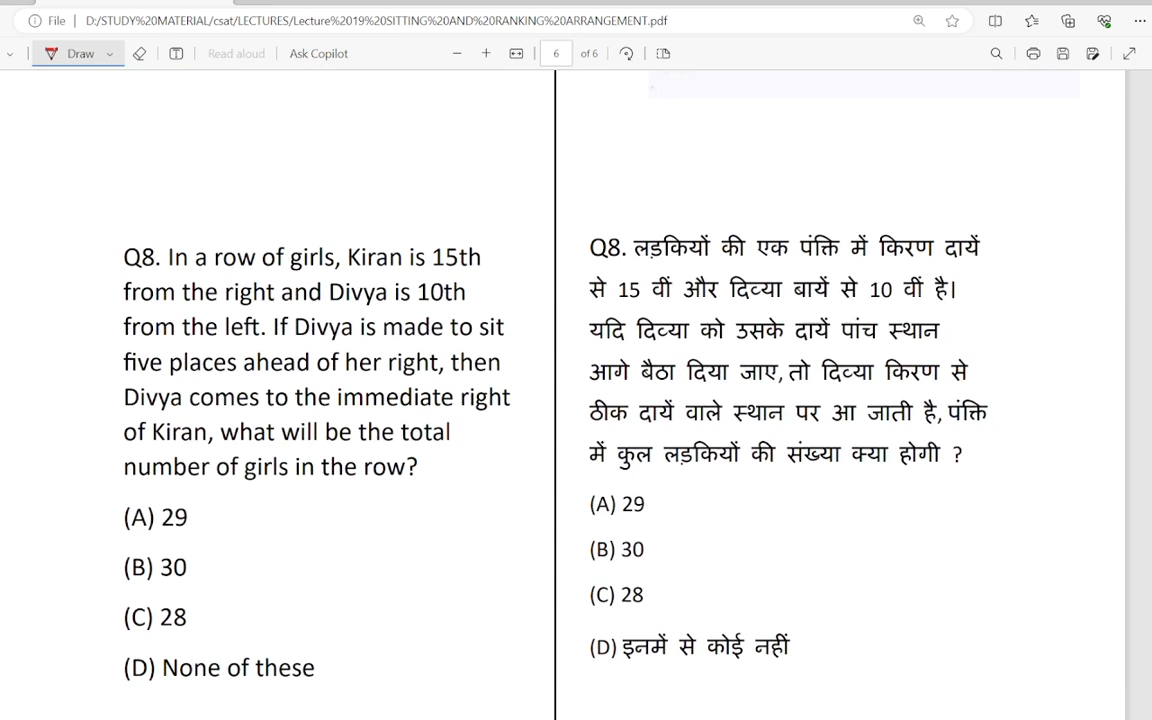 File D:/STUDY%20MATERIAL/csat/LECTURES/Lecture%2019%20SITTING%20AND%20RANKING%20ARRANGEMENT.pdf
Draw Read aloud Ask Copilot 6 of 6
Q8. In a row of girls, Kiran is 15th
from the right and Divya is 10th
from the left. If Divya is made to sit
five places ahead of her right, then
Divya comes to the immediate right
of Kiran, what will be the total
number of girls in the row?
(A) 29
(B) 30
(C) 28
(D) None of these
Q8. लड़कियों की एक पंक्ति में किरण दायें
से 15 वीं और दिव्या बायें से 10 वीं है।
यदि दिव्या को उसके दायें पांच स्थान
आगे बैठा दिया जाए, तो दिव्या किरण से
ठीक दायें वाले स्थान पर आ जाती है, पंक्ति
में कुल लड़कियों की संख्या क्या होगी ?
(A) 29
(B) 30
(C) 28
(D) इनमें से कोई नहीं